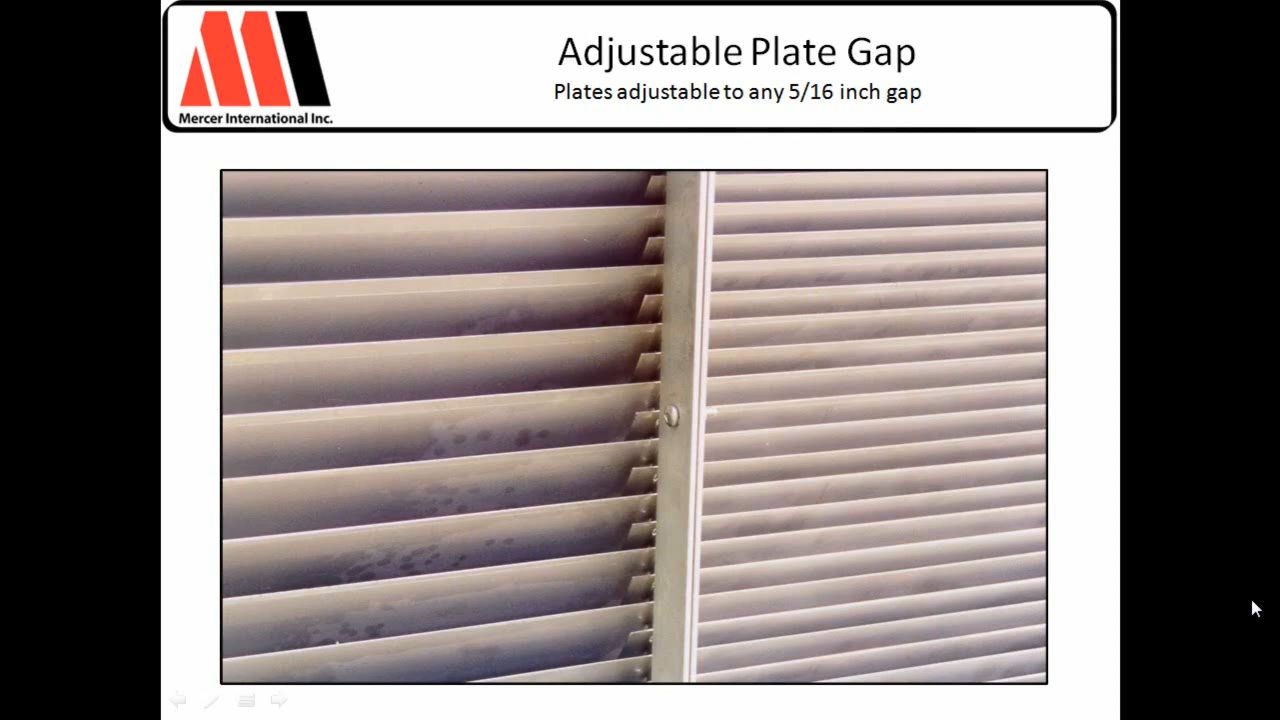 Adjustable Plate Gap
Plates adjustable to any 5/16 inch gap
Mercer International Inc.